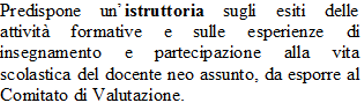 Predispone un'istruttoria sugli esiti delle
attività formative e sulle esperienze di
insegnamento e partecipazione alla vita
scolastica del docente neo assunto, da esporre al
Comitato di Valutazione.